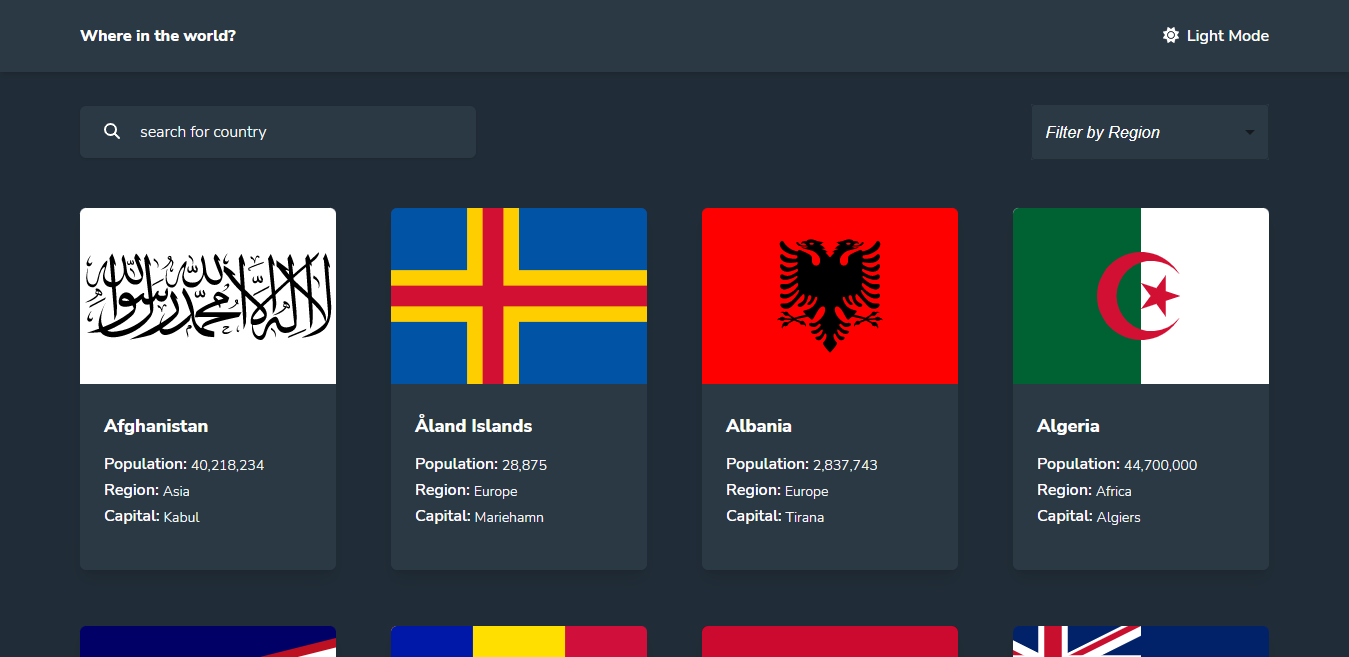 Where in the world?
Light Mode
search for country
Filter by Region
لا إله إلا الله محمد رسول الله
Afghanistan
Population: 40,218,234
Region: Asia
Capital: Kabul
Åland Islands
Population: 28,875
Region: Europe
Capital: Mariehamn
Albania
Population: 2,837,743
Region: Europe
Capital: Tirana
Algeria
Population: 44,700,000
Region: Africa
Capital: Algiers